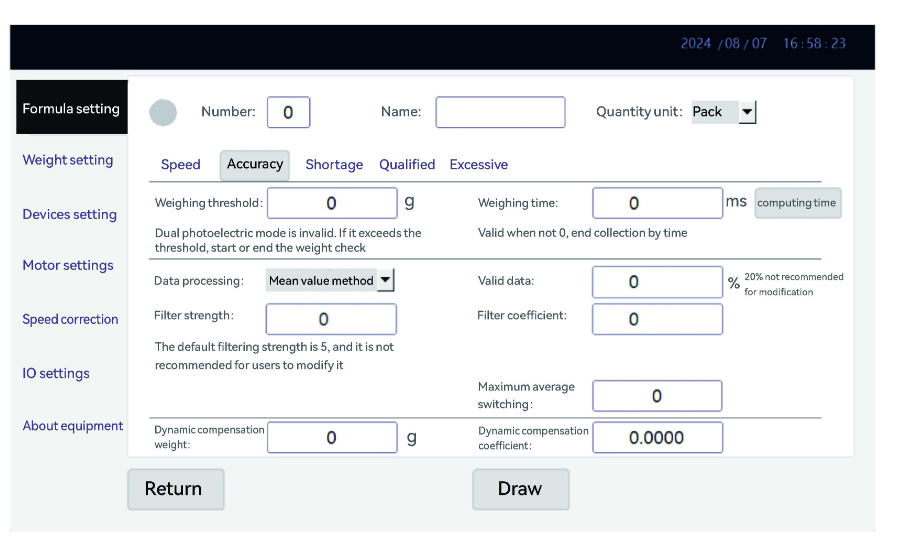 2024 /08/07 16:58:23
Formula setting
Number: 0 Name: Quantity unit: Pack
Weight setting
Speed Accuracy Shortage Qualified Excessive
Weighing threshold: 0 g Weighing time: 0 ms computing time
Devices setting
Dual photoelectric mode is invalid. If it exceeds the
threshold, start or end the weight check
Valid when not 0, end collection by time
Motor settings
Data processing: Mean value method Valid data: 0 % 20% not recommended
for modification
Speed correction
Filter strength: 0 Filter coefficient: 0
The default filtering strength is 5, and it is not
recommended for users to modify it
IO settings
Maximum average
switching: 0
About equipment
Dynamic compensation
weight: 0 g
Dynamic compensation
coefficient: 0.0000
Return Draw